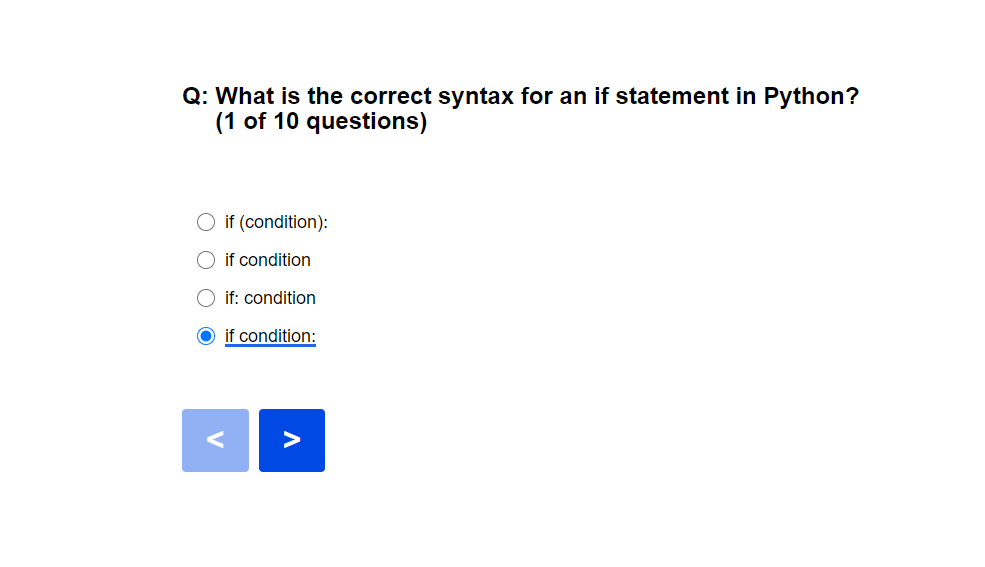 Q: What is the correct syntax for an if statement in Python?
(1 of 10 questions)
if (condition):
if condition
if: condition
if condition:
< >